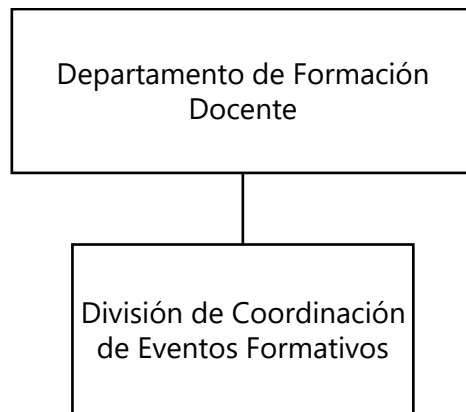 Departamento de Formación
Docente
División de Coordinación
de Eventos Formativos